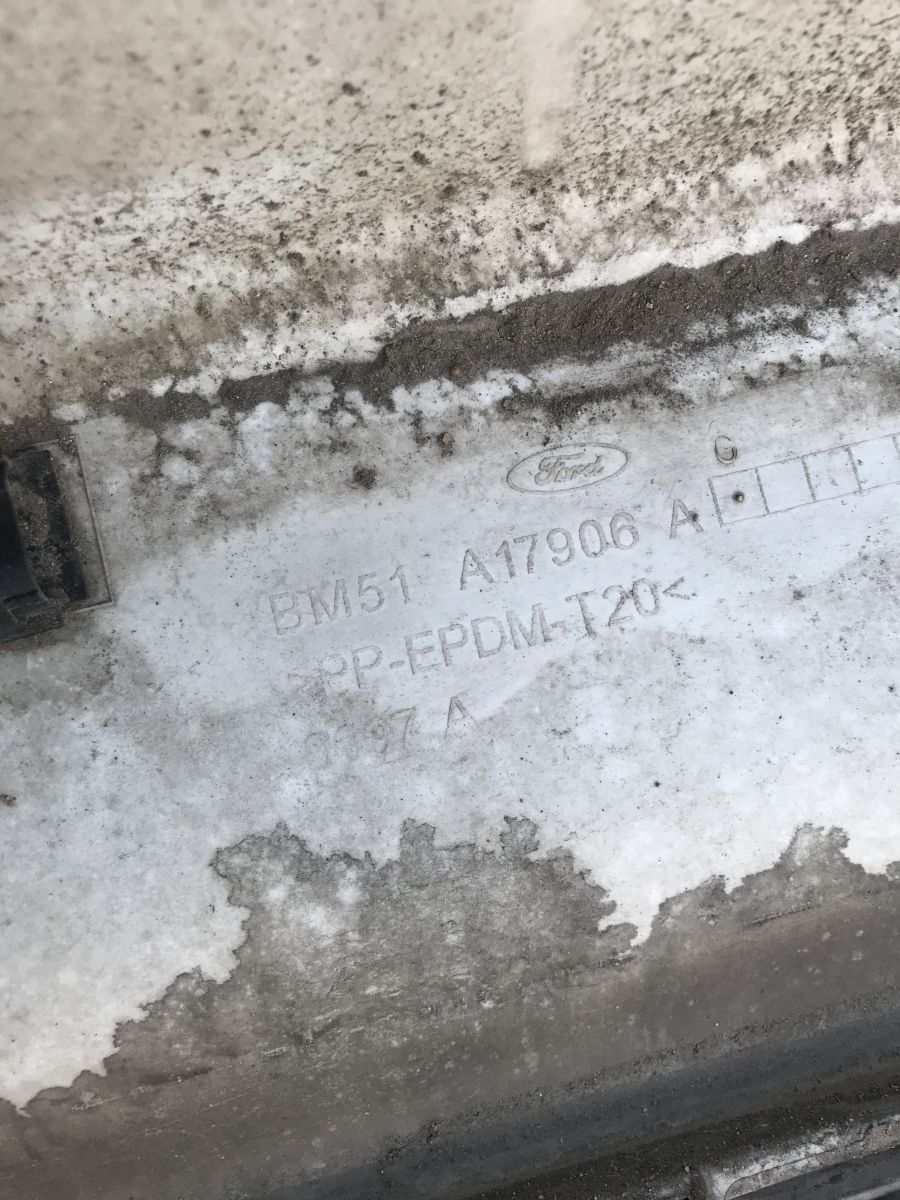 Ford
G
BM51 A17906 A
>PP-EPDM-T20<
A